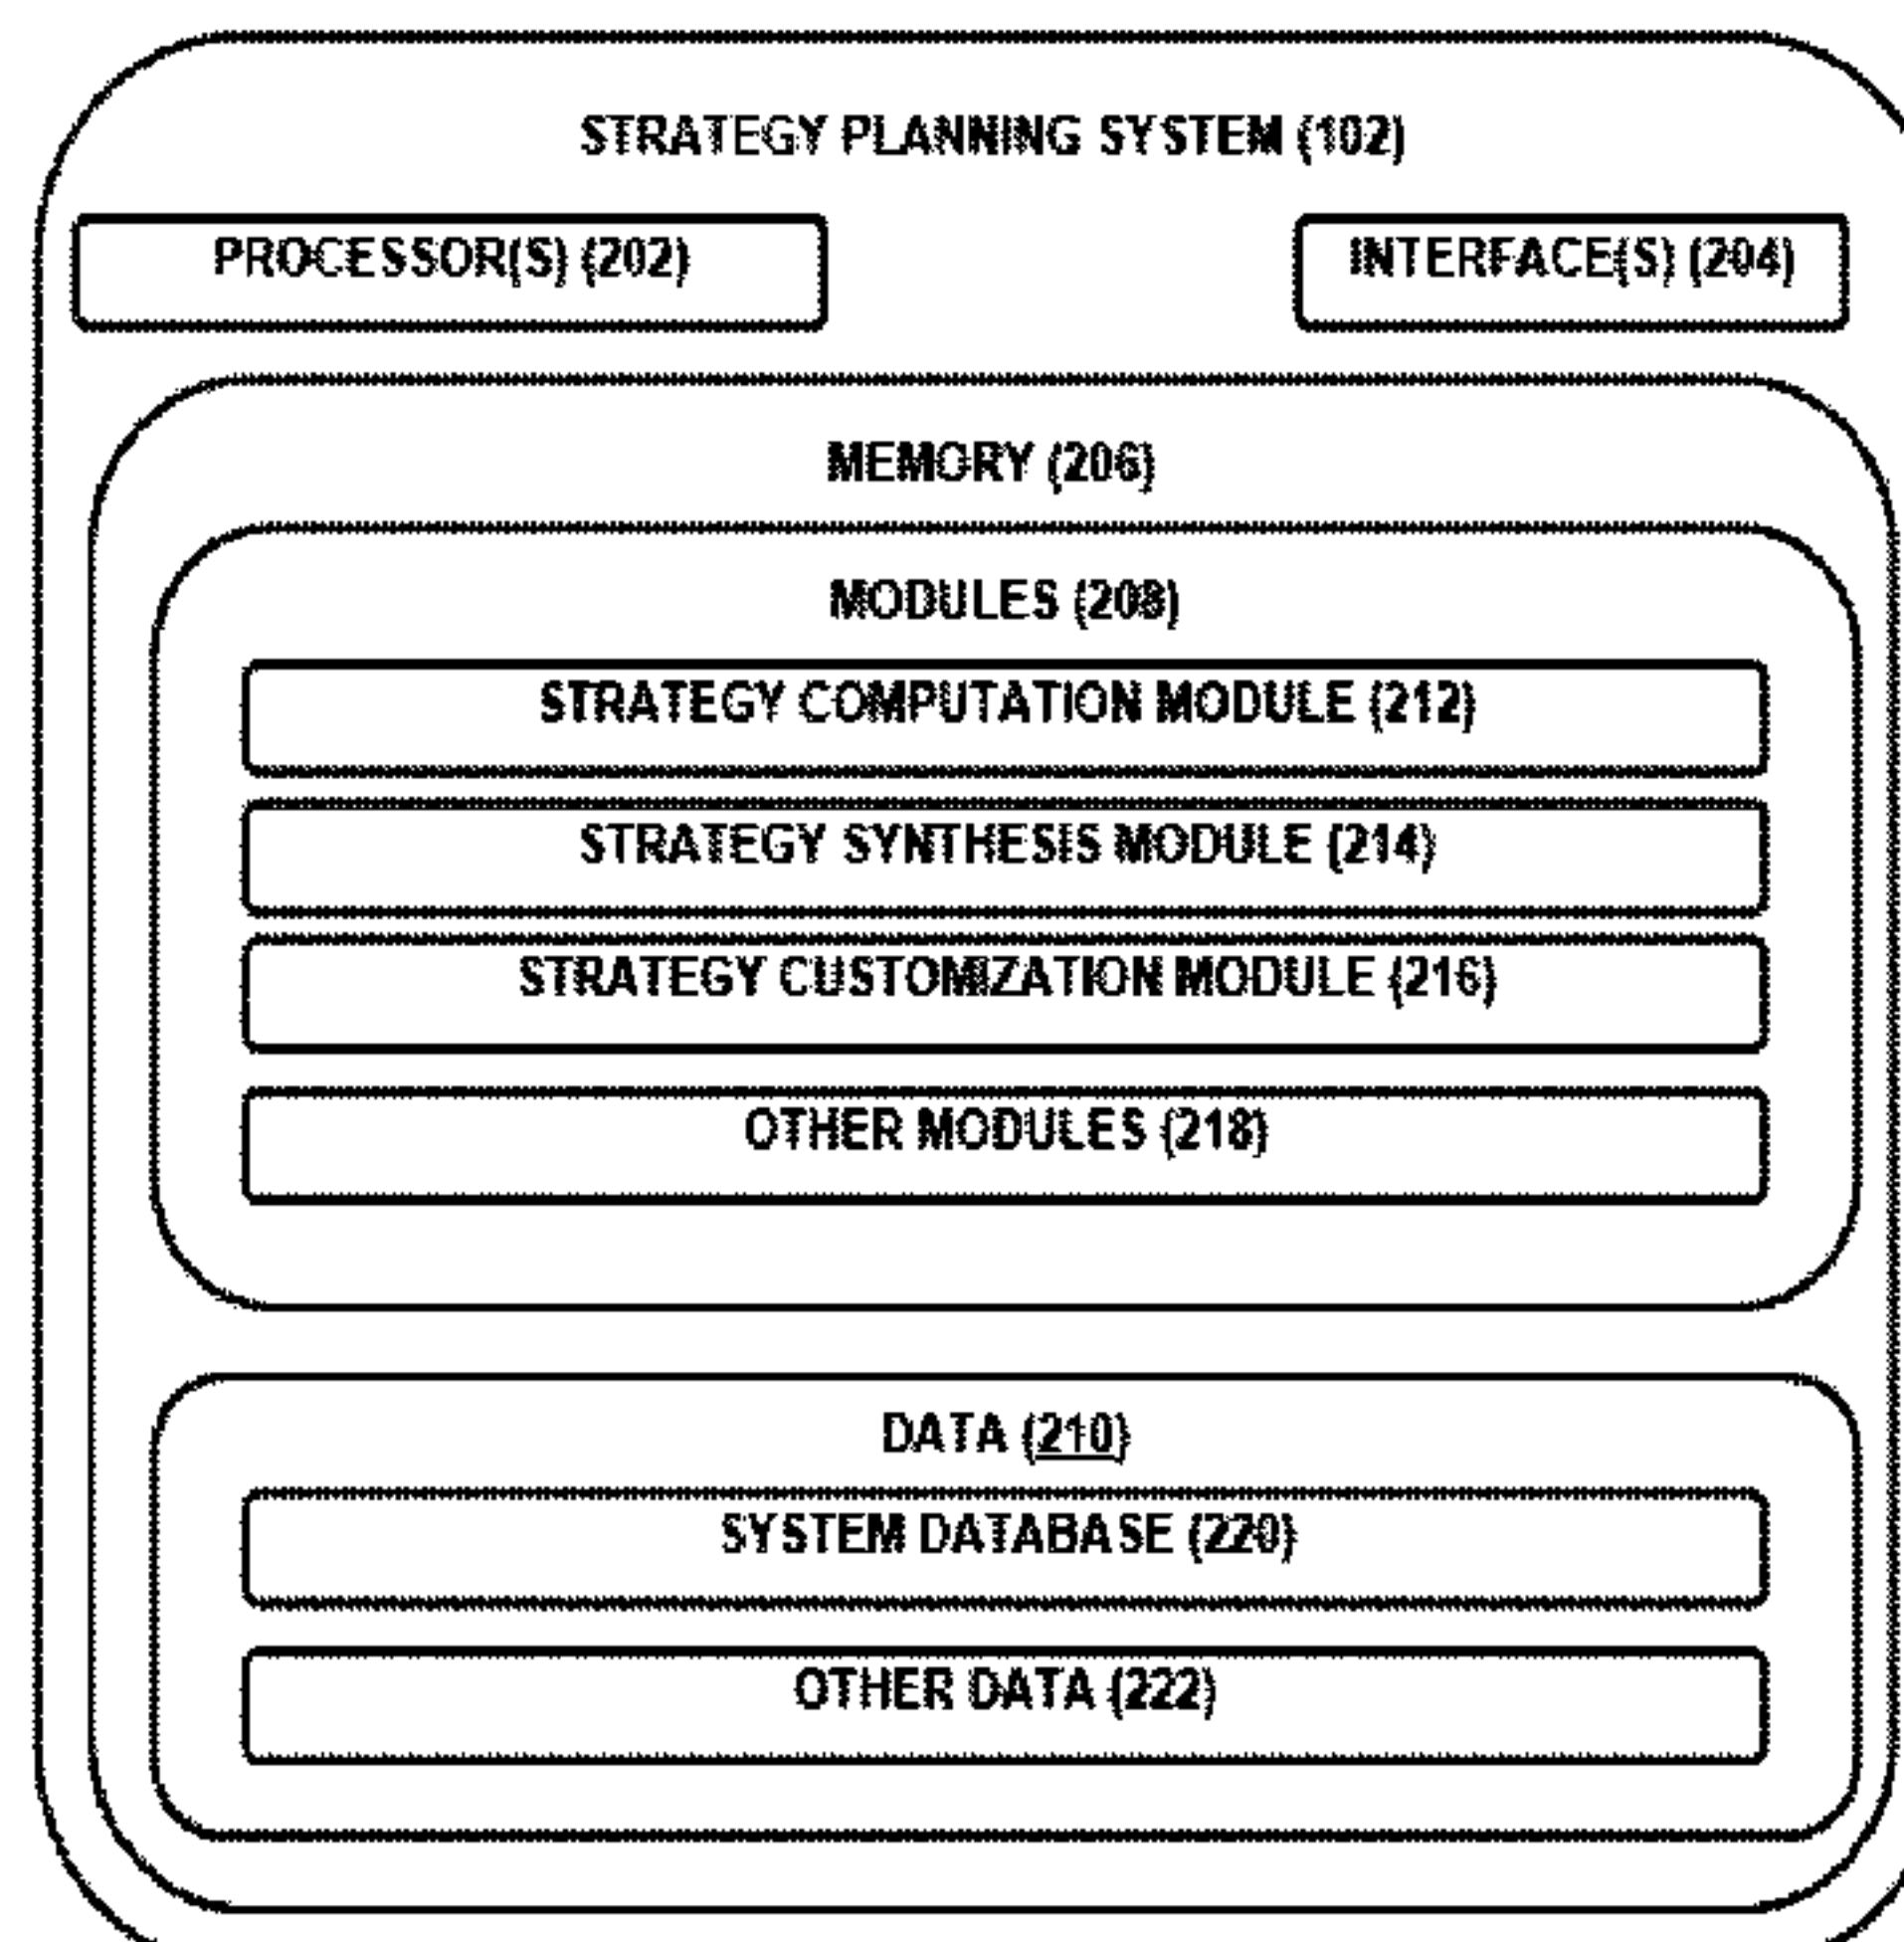 STRATEGY PLANNING SYSTEM (102)
PROCESSOR(S) (202)
INTERFACE(S) (204)
MEMORY (206)
MODULES (208)
STRATEGY COMPUTATION MODULE (212)
STRATEGY SYNTHESIS MODULE (214)
STRATEGY CUSTOMIZATION MODULE (216)
OTHER MODULES (218)
DATA (210)
SYSTEM DATABASE (220)
OTHER DATA (222)